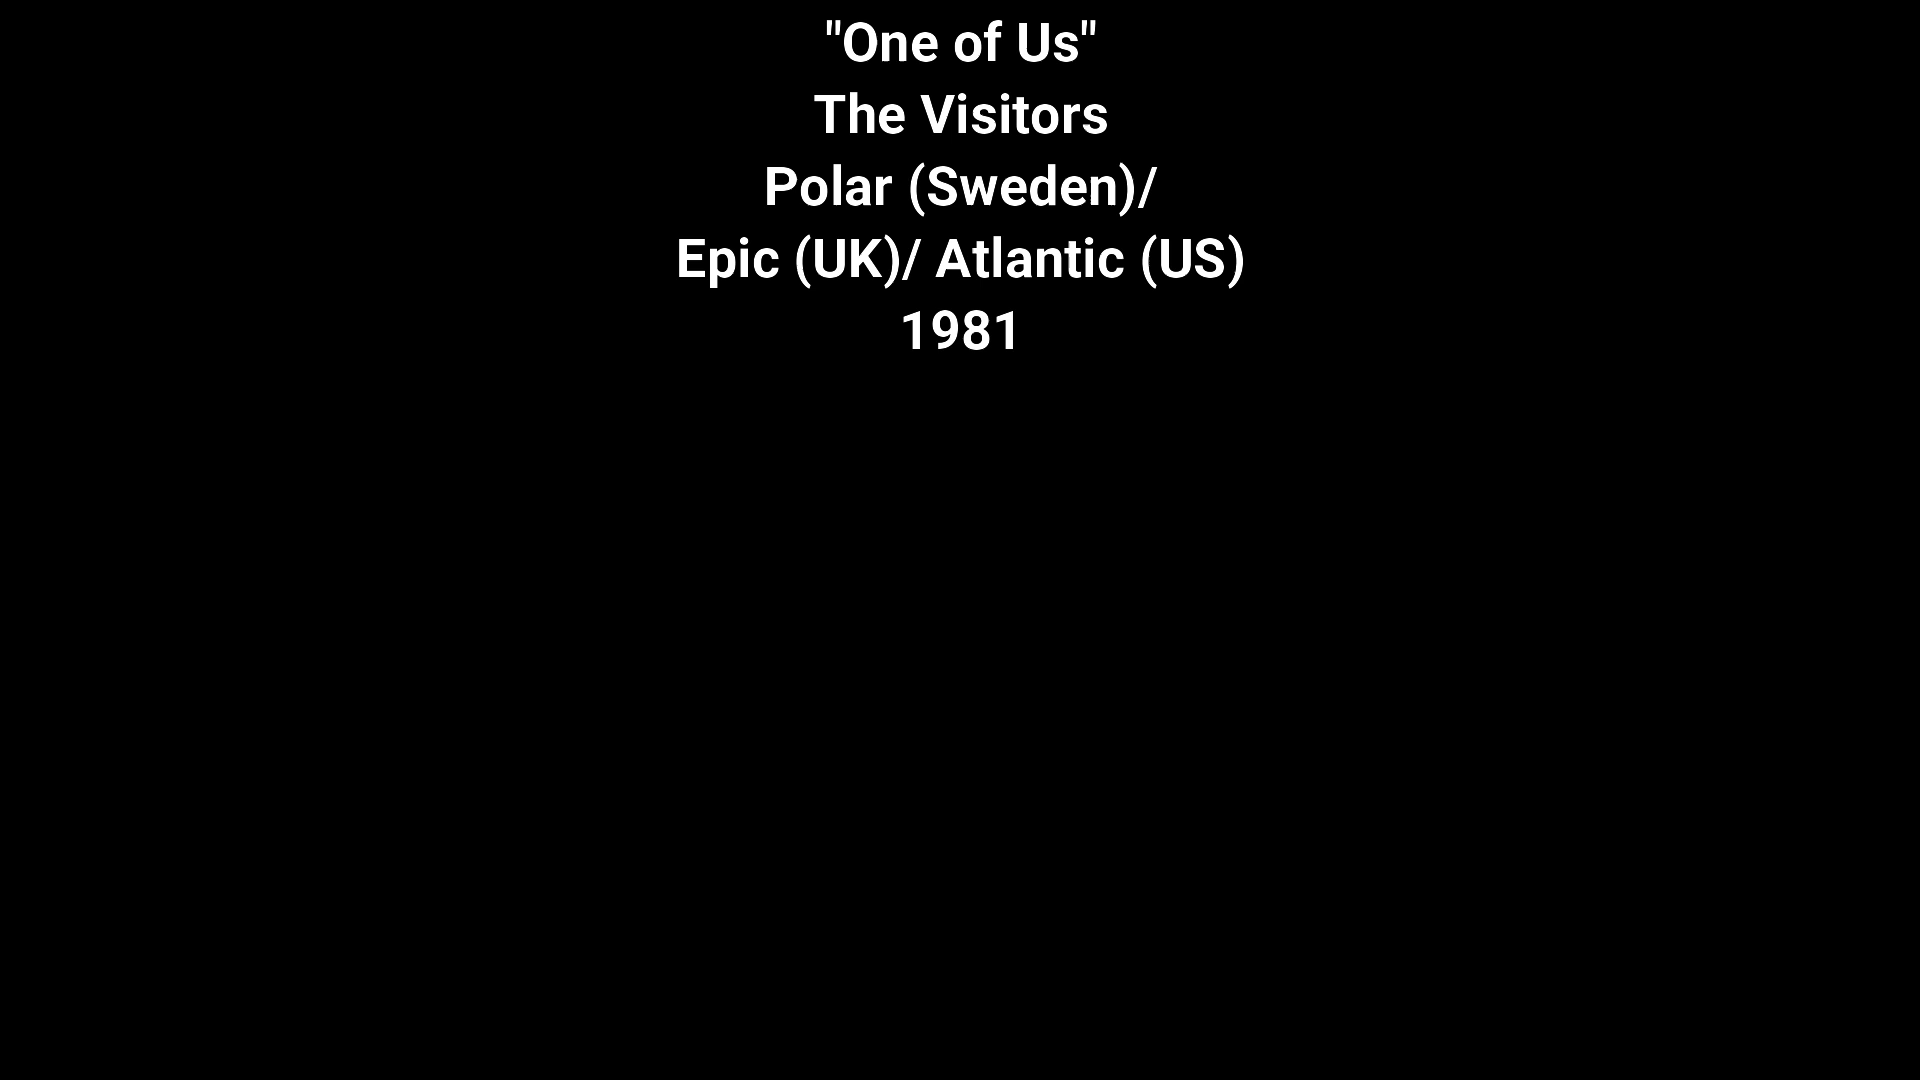 "One of Us"
The Visitors
Polar (Sweden)/
Epic (UK)/ Atlantic (US)
1981